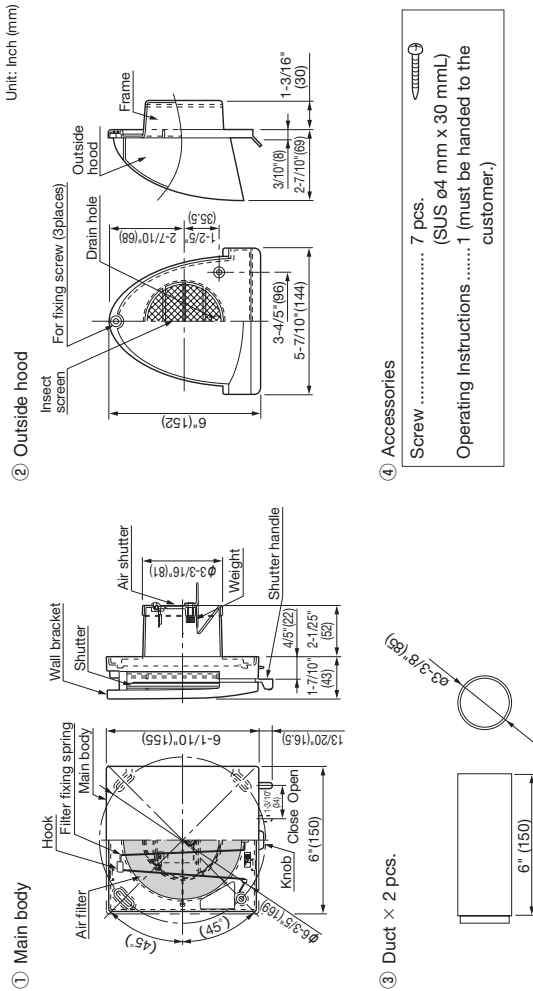 Unit: Inch (mm)
① Main body
Hook
Filter fixing spring
Main body
Air filter
(45°)
(45°)
ø6-3/5"(169)
Knob
Close Open
1-3/10"
(34)
6"(150)
6-1/10"(155)
13/20"(16.5)
Wall bracket
Shutter
Air shutter
ø3-3/16"(81)
Weight
Shutter handle
4/5"(22)
1-7/10"
(43)
2-1/25"
(52)
② Outside hood
For fixing screw (3places)
Insect
screen
Drain hole
6"(152)
2-7/10"(68)
1-2/5"
(35.5)
3-4/5"(96)
5-7/10"(144)
Outside
hood
Frame
3/10"(8)
2-7/10"(69)
1-3/16"
(30)
③ Duct × 2 pcs.
6" (150)
ø3-3/8"(85)
④ Accessories
Screw .............................. 7 pcs.
(SUS ø4 mm x 30 mmL)
Operating Instructions ........1 (must be handed to the
customer.)